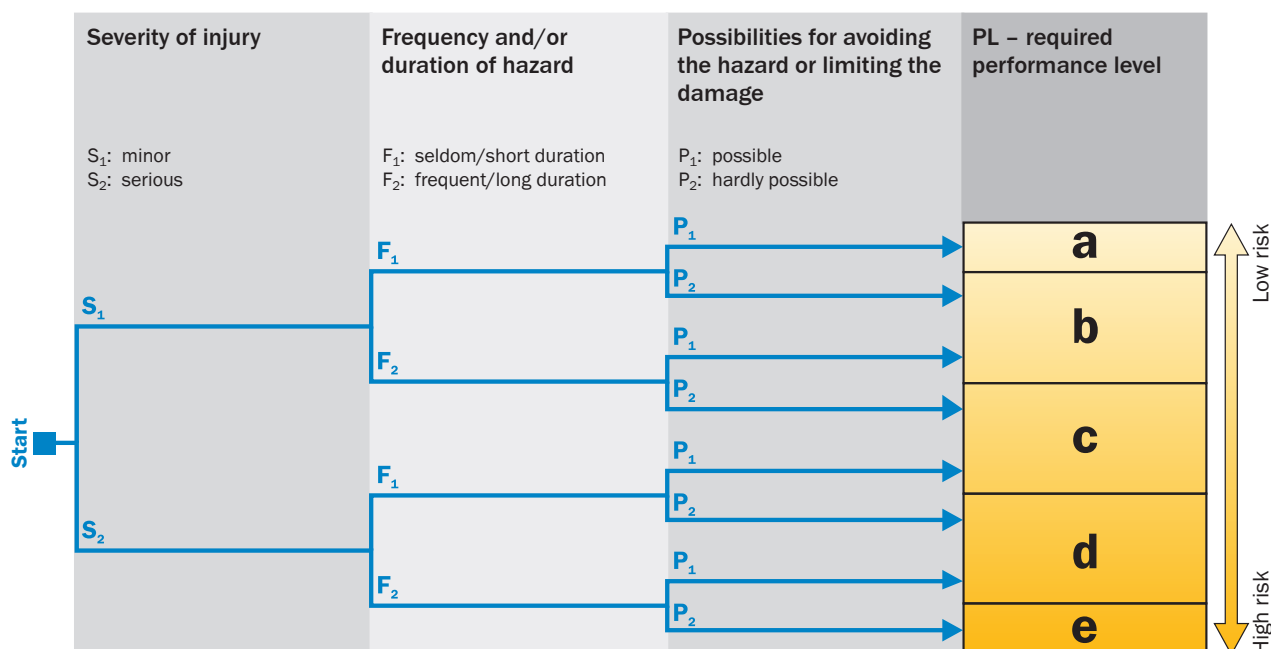 Severity of injury
Frequency and/or
duration of hazard
Possibilities for avoiding
the hazard or limiting the
damage
PL – required
performance level
S₁: minor
S₂: serious
F₁: seldom/short duration
F₂: frequent/long duration
P₁: possible
P₂: hardly possible
Start
S₁
S₂
F₁
F₂
F₁
F₂
P₁
P₂
P₁
P₂
P₁
P₂
P₁
P₂
a
b
c
d
e
Low risk
High risk